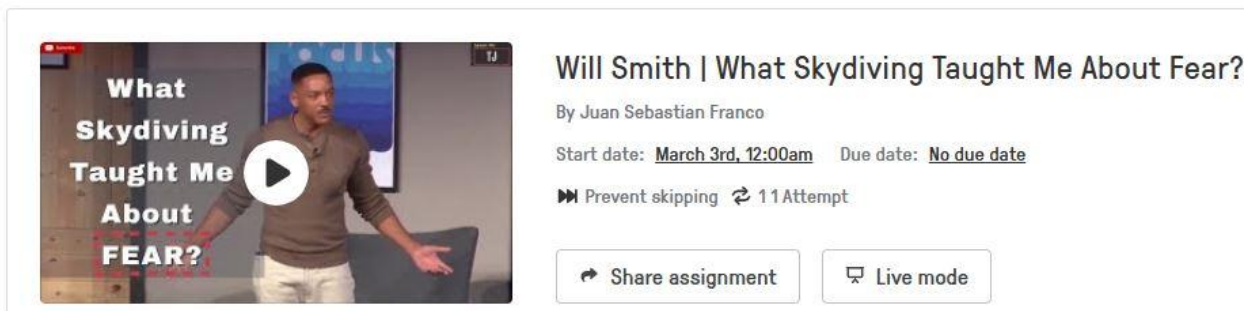 What
Skydiving
Taught Me
About
FEAR?
TJ
Will Smith | What Skydiving Taught Me About Fear?
By Juan Sebastian Franco
Start date: March 3rd, 12:00am Due date: No due date
Prevent skipping 1 1 Attempt
Share assignment
Live mode